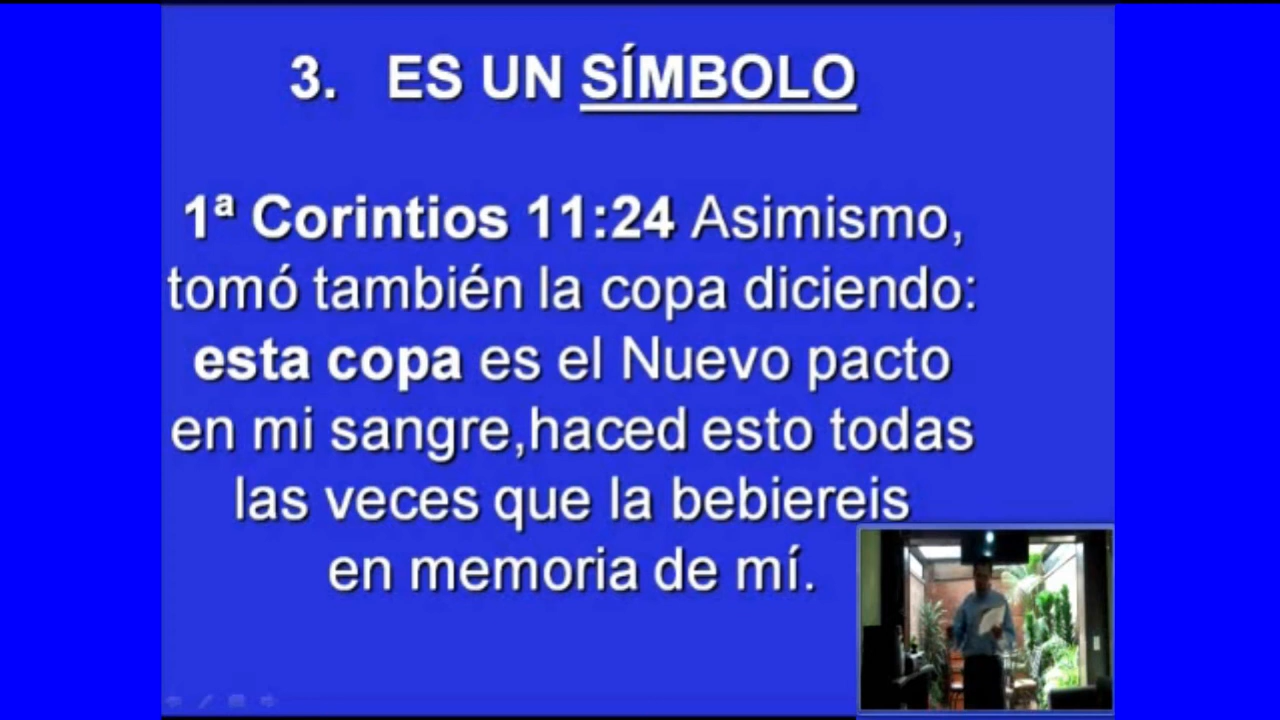 3. ES UN SÍMBOLO
1ª Corintios 11:24 Asimismo,
tomó también la copa diciendo:
esta copa es el Nuevo pacto
en mi sangre,haced esto todas
las veces que la bebiereis
en memoria de mí.